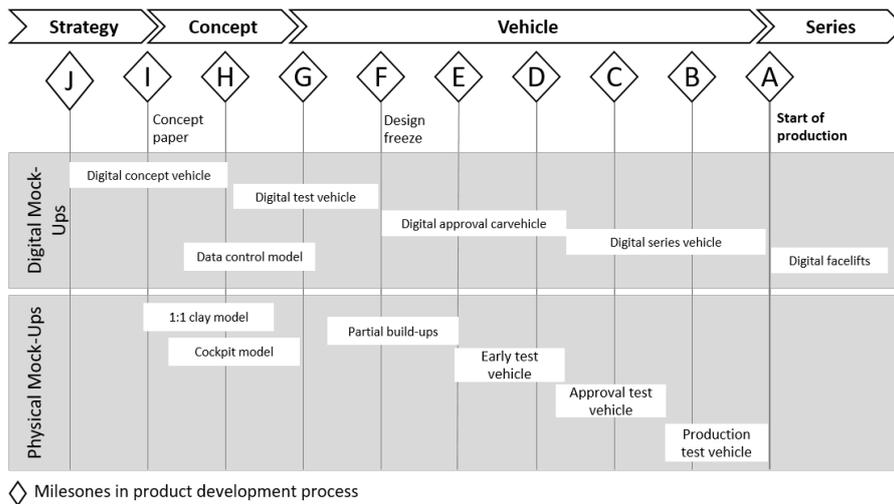 Strategy
Concept
Vehicle
Series
J
I
H
G
F
E
D
C
B
A
Concept
paper
Design
freeze
Start of
production
Digital Mock-
Ups
Digital concept vehicle
Digital test vehicle
Digital approval carvehicle
Digital series vehicle
Data control model
Digital facelifts
Physical Mock-Ups
1:1 clay model
Partial build-ups
Cockpit model
Early test
vehicle
Approval test
vehicle
Production
test vehicle
Milesones in product development process